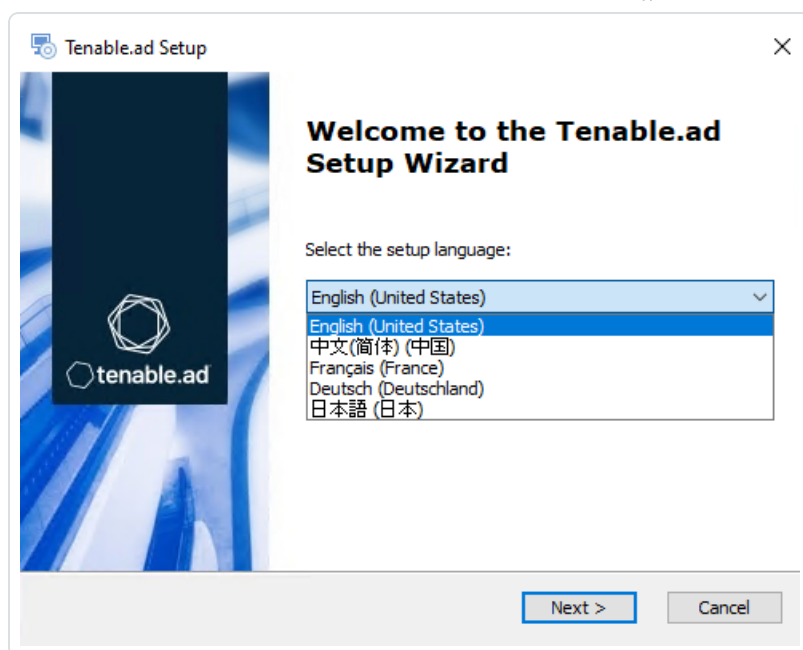 Tenable.ad Setup
Welcome to the Tenable.ad
Setup Wizard
Select the setup language:
English (United States)
English (United States)
中文(简体) (中国)
Français (France)
Deutsch (Deutschland)
日本語 (日本)
tenable.ad
Next >
Cancel